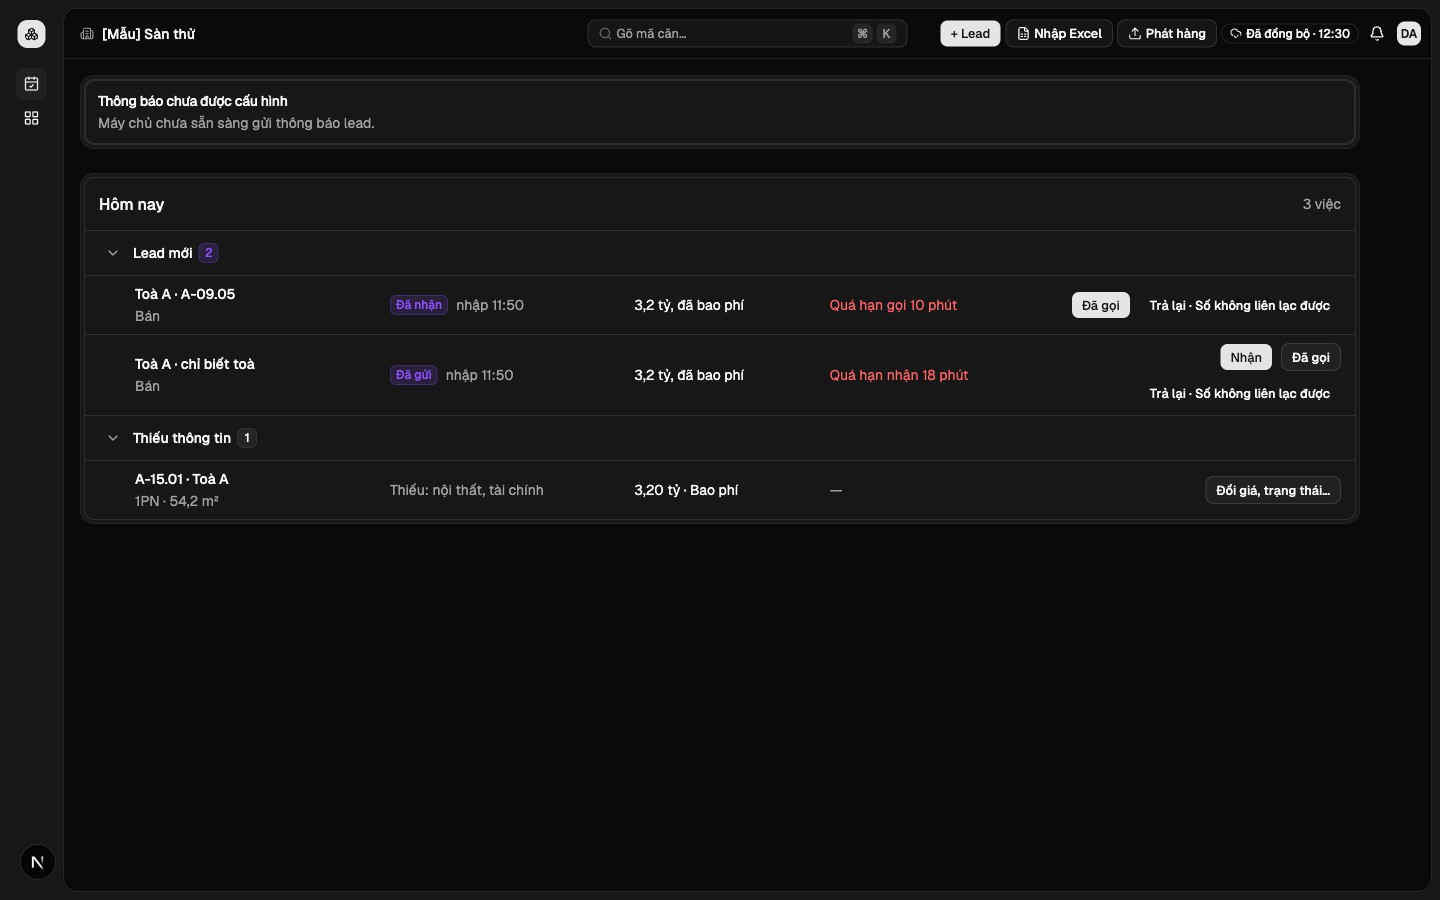 [Mẫu] Sàn thử
Gõ mã căn…
⌘ K
+ Lead
Nhập Excel
Phát hàng
Đã đồng bộ · 12:30
DA
Thông báo chưa được cấu hình
Máy chủ chưa sẵn sàng gửi thông báo lead.
Hôm nay
3 việc
Lead mới 2
Toà A · A-09.05
Bán
Đã nhận nhập 11:50
3,2 tỷ, đã bao phí
Quá hạn gọi 10 phút
Đã gọi
Trả lại · Số không liên lạc được
Toà A · chỉ biết toà
Bán
Đã gửi nhập 11:50
3,2 tỷ, đã bao phí
Quá hạn nhận 18 phút
Nhận
Đã gọi
Trả lại · Số không liên lạc được
Thiếu thông tin 1
A-15.01 · Toà A
1PN · 54,2 m²
Thiếu: nội thất, tài chính
3,20 tỷ · Bao phí
—
Đổi giá, trạng thái…
N